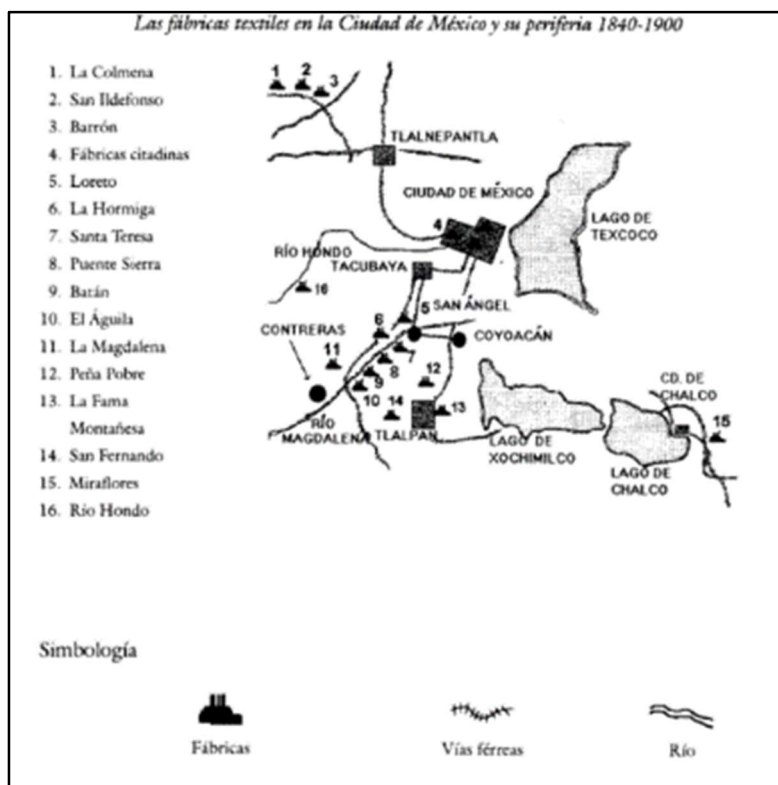 Las fábricas textiles en la Ciudad de México y su periferia 1840-1900
1. La Colmena
2. San Ildefonso
3. Barrón
4. Fábricas citadinas
5. Loreto
6. La Hormiga
7. Santa Teresa
8. Puente Sierra
9. Batán
10. El Águila
11. La Magdalena
12. Peña Pobre
13. La Fama
Montañesa
14. San Fernando
15. Miraflores
16. Río Hondo
1
2
3
TLALNEPANTLA
CIUDAD DE MÉXICO
4
LAGO DE
TEXCOCO
RÍO HONDO
TACUBAYA
16
SAN ÁNGEL
5
6
CONTRERAS
COYOACÁN
11
8
12
9
10
14
13
RÍO
MAGDALENA
TLALPAN
LAGO DE
XOCHIMILCO
CD. DE
CHALCO
15
LAGO DE
CHALCO
Simbología
Fábricas
Vías férreas
Río